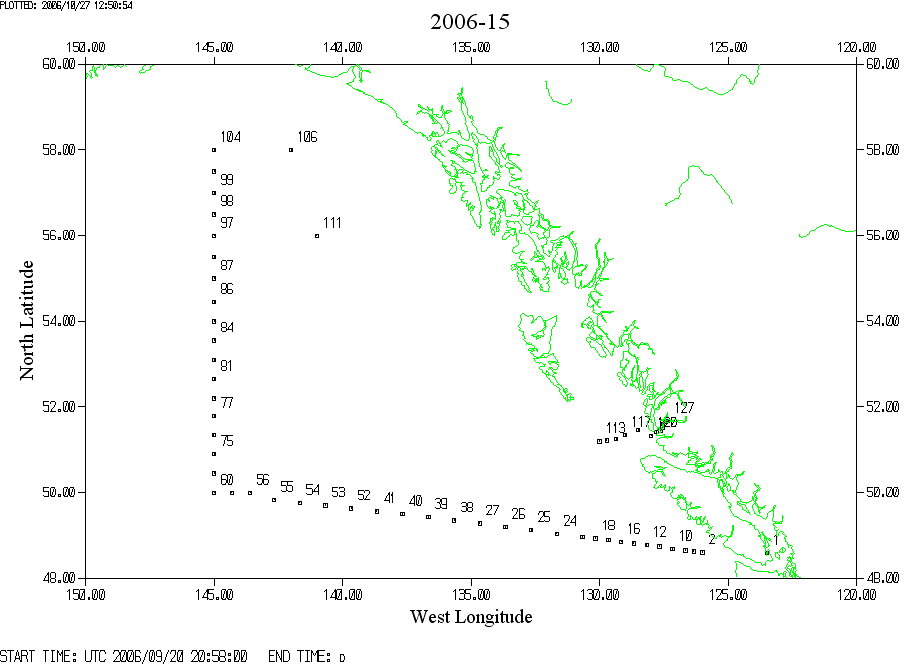 PLOTTED: 2006/10/27 12:50:54
2006-15
150.00 145.00 140.00 135.00 130.00 125.00 120.00
60.00 60.00
104 106
58.00 58.00
99
98
97 111
56.00 56.00
87
86
54.00 54.00
84
81
52.00 52.00
77 127
113 117
75
60 56
50.00 50.00
55 54 53 52 41 40 39 38 27 26 25 24 18 16 12 10 2 1
48.00 48.00
150.00 145.00 140.00 135.00 130.00 125.00 120.00
North Latitude
West Longitude
START TIME: UTC 2006/09/20 20:58:00 END TIME: o